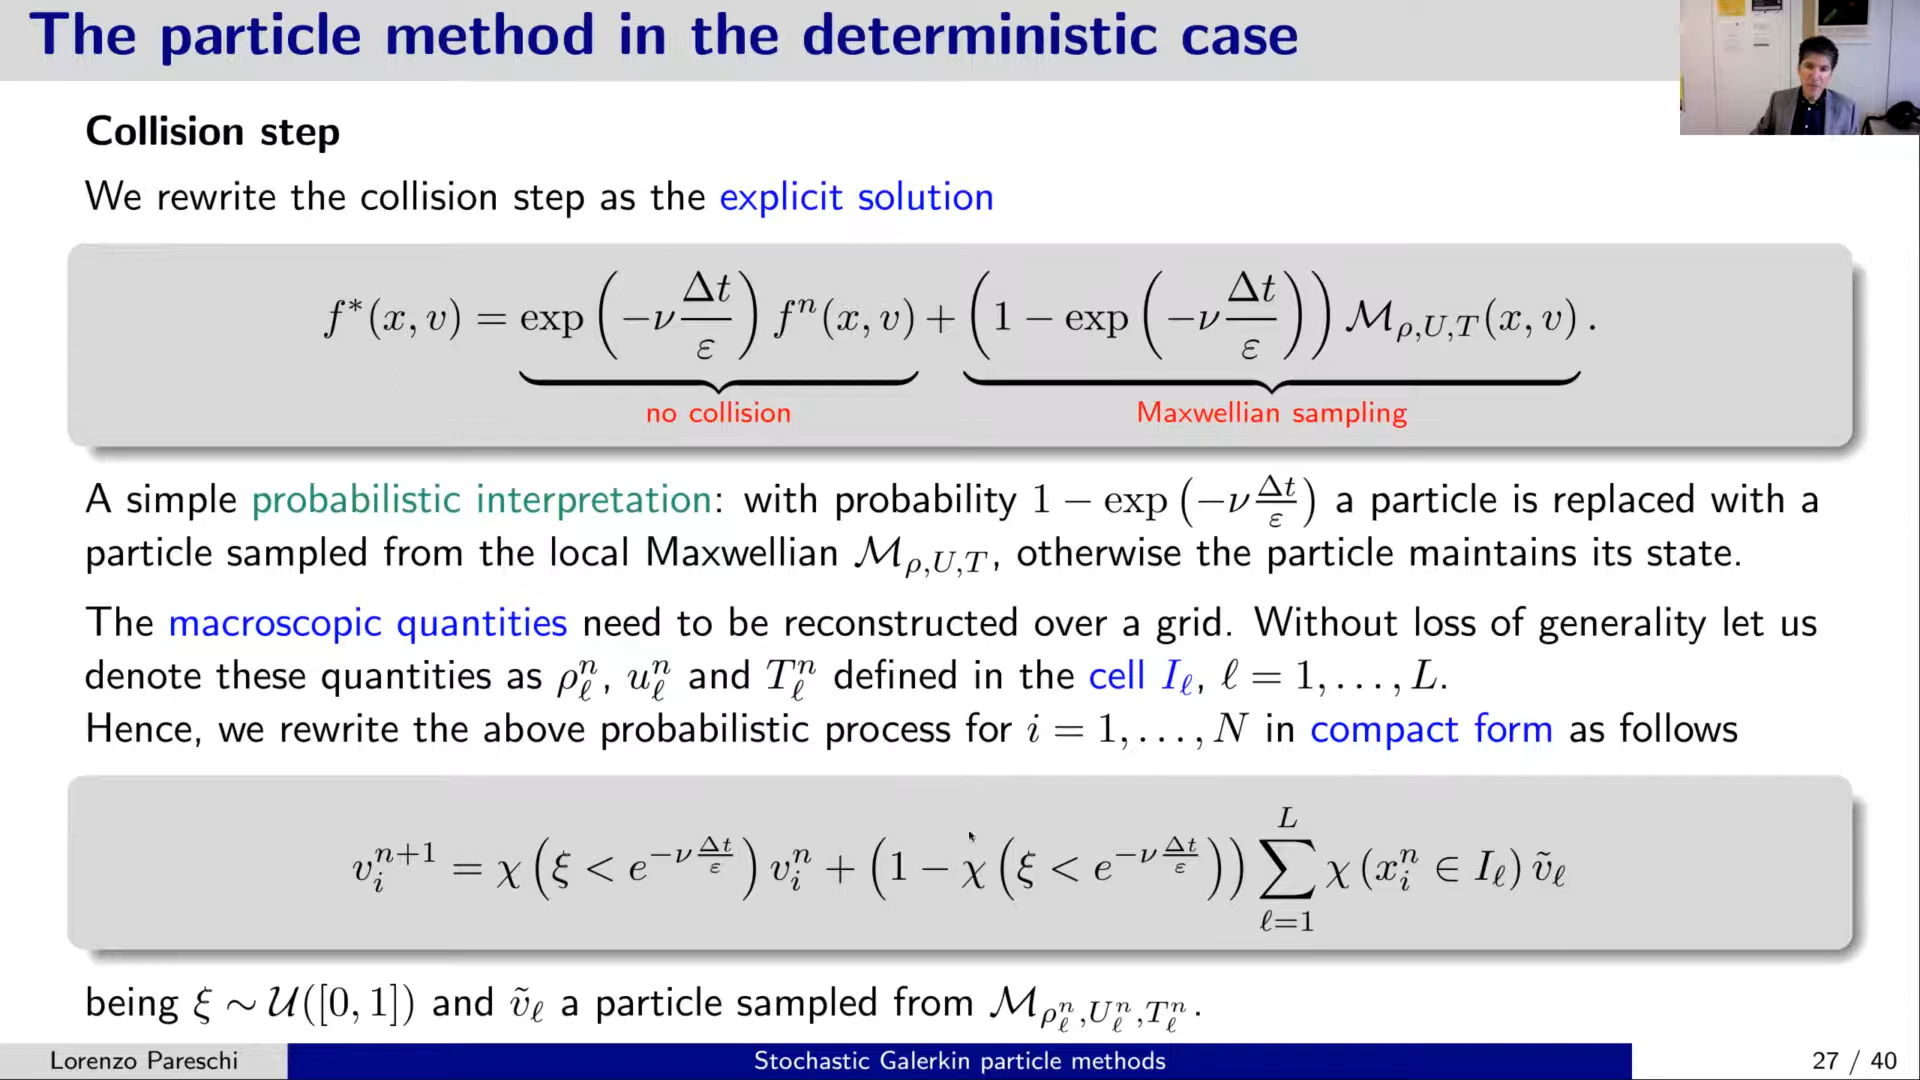 The particle method in the deterministic case
Collision step
We rewrite the collision step as the explicit solution
f*(x, v) = exp(−ν Δt/ε) fⁿ(x, v) + (1 − exp(−ν Δt/ε)) ℳ_{ρ,U,T}(x, v) .
no collision
Maxwellian sampling
A simple probabilistic interpretation: with probability 1 − exp(−ν Δt/ε) a particle is replaced with a
particle sampled from the local Maxwellian ℳ_{ρ,U,T}, otherwise the particle maintains its state.
The macroscopic quantities need to be reconstructed over a grid. Without loss of generality let us
denote these quantities as ρ_ℓ^n, u_ℓ^n and T_ℓ^n defined in the cell I_ℓ, ℓ = 1, . . . , L.
Hence, we rewrite the above probabilistic process for i = 1, . . . , N in compact form as follows
v_i^{n+1} = χ(ξ < e^{−ν Δt/ε}) v_i^n + (1 − χ(ξ < e^{−ν Δt/ε})) ∑_{ℓ=1}^{L} χ(x_i^n ∈ I_ℓ) ṽ_ℓ
being ξ ∼ 𝒰([0, 1]) and ṽ_ℓ a particle sampled from ℳ_{ρ_ℓ^n,U_ℓ^n,T_ℓ^n}.
Lorenzo Pareschi
Stochastic Galerkin particle methods
27 / 40